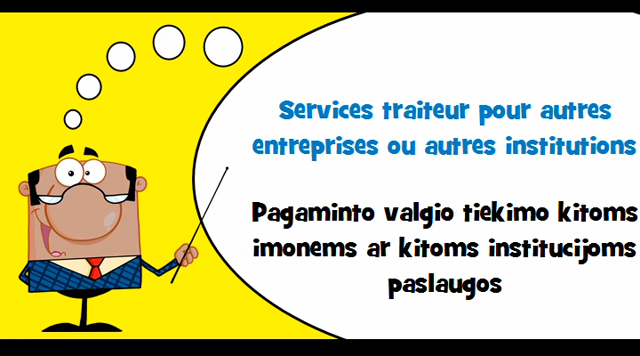 Services traiteur pour autres
entreprises ou autres institutions
Pagaminto valgio tiekimo kitoms
imonems ar kitoms institucijoms
paslaugos